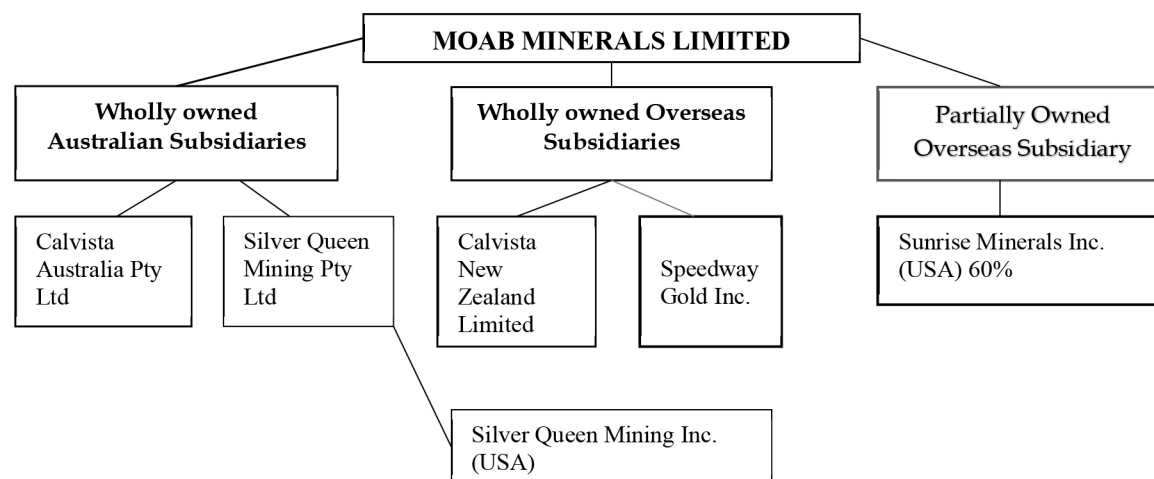 MOAB MINERALS LIMITED
Wholly owned
Australian Subsidiaries
Wholly owned Overseas
Subsidiaries
Partially Owned
Overseas Subsidiary
Calvista
Australia Pty
Ltd
Silver Queen
Mining Pty
Ltd
Calvista
New
Zealand
Limited
Speedway
Gold Inc.
Sunrise Minerals Inc.
(USA) 60%
Silver Queen Mining Inc.
(USA)